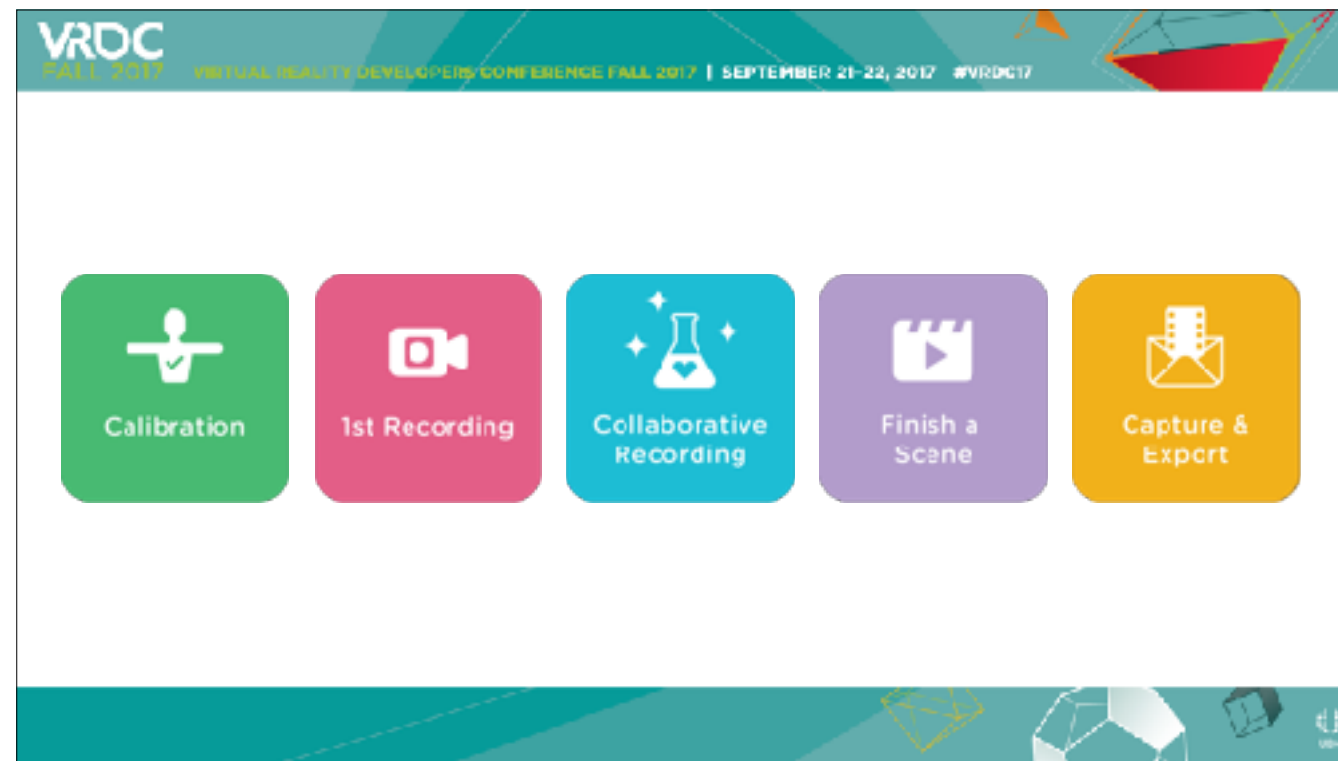 VRDC
FALL 2017 VIRTUAL REALITY DEVELOPERS CONFERENCE FALL 2017 | SEPTEMBER 21-22, 2017 #VRDC17
Calibration
1st Recording
Collaborative
Recording
Finish a
Scene
Capture &
Export